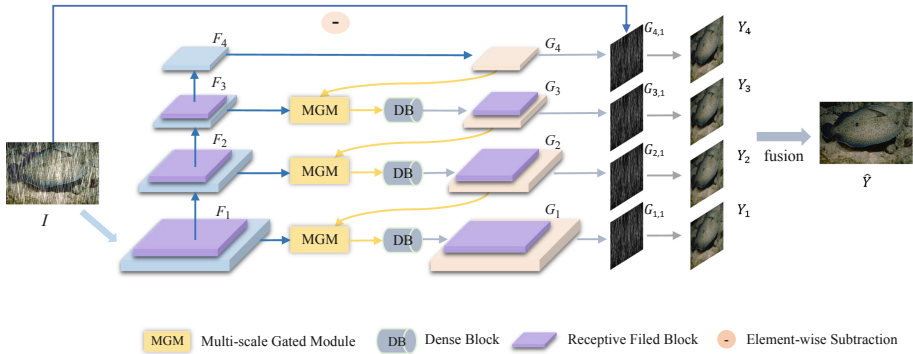 -
F4
G4
G4,1
Y4
F3
MGM
DB
G3
G3,1
Y3
F2
MGM
DB
G2
G2,1
Y2
fusion
Ŷ
I
F1
MGM
DB
G1
G1,1
Y1
MGM Multi-scale Gated Module
DB Dense Block
Receptive Filed Block
- Element-wise Subtraction